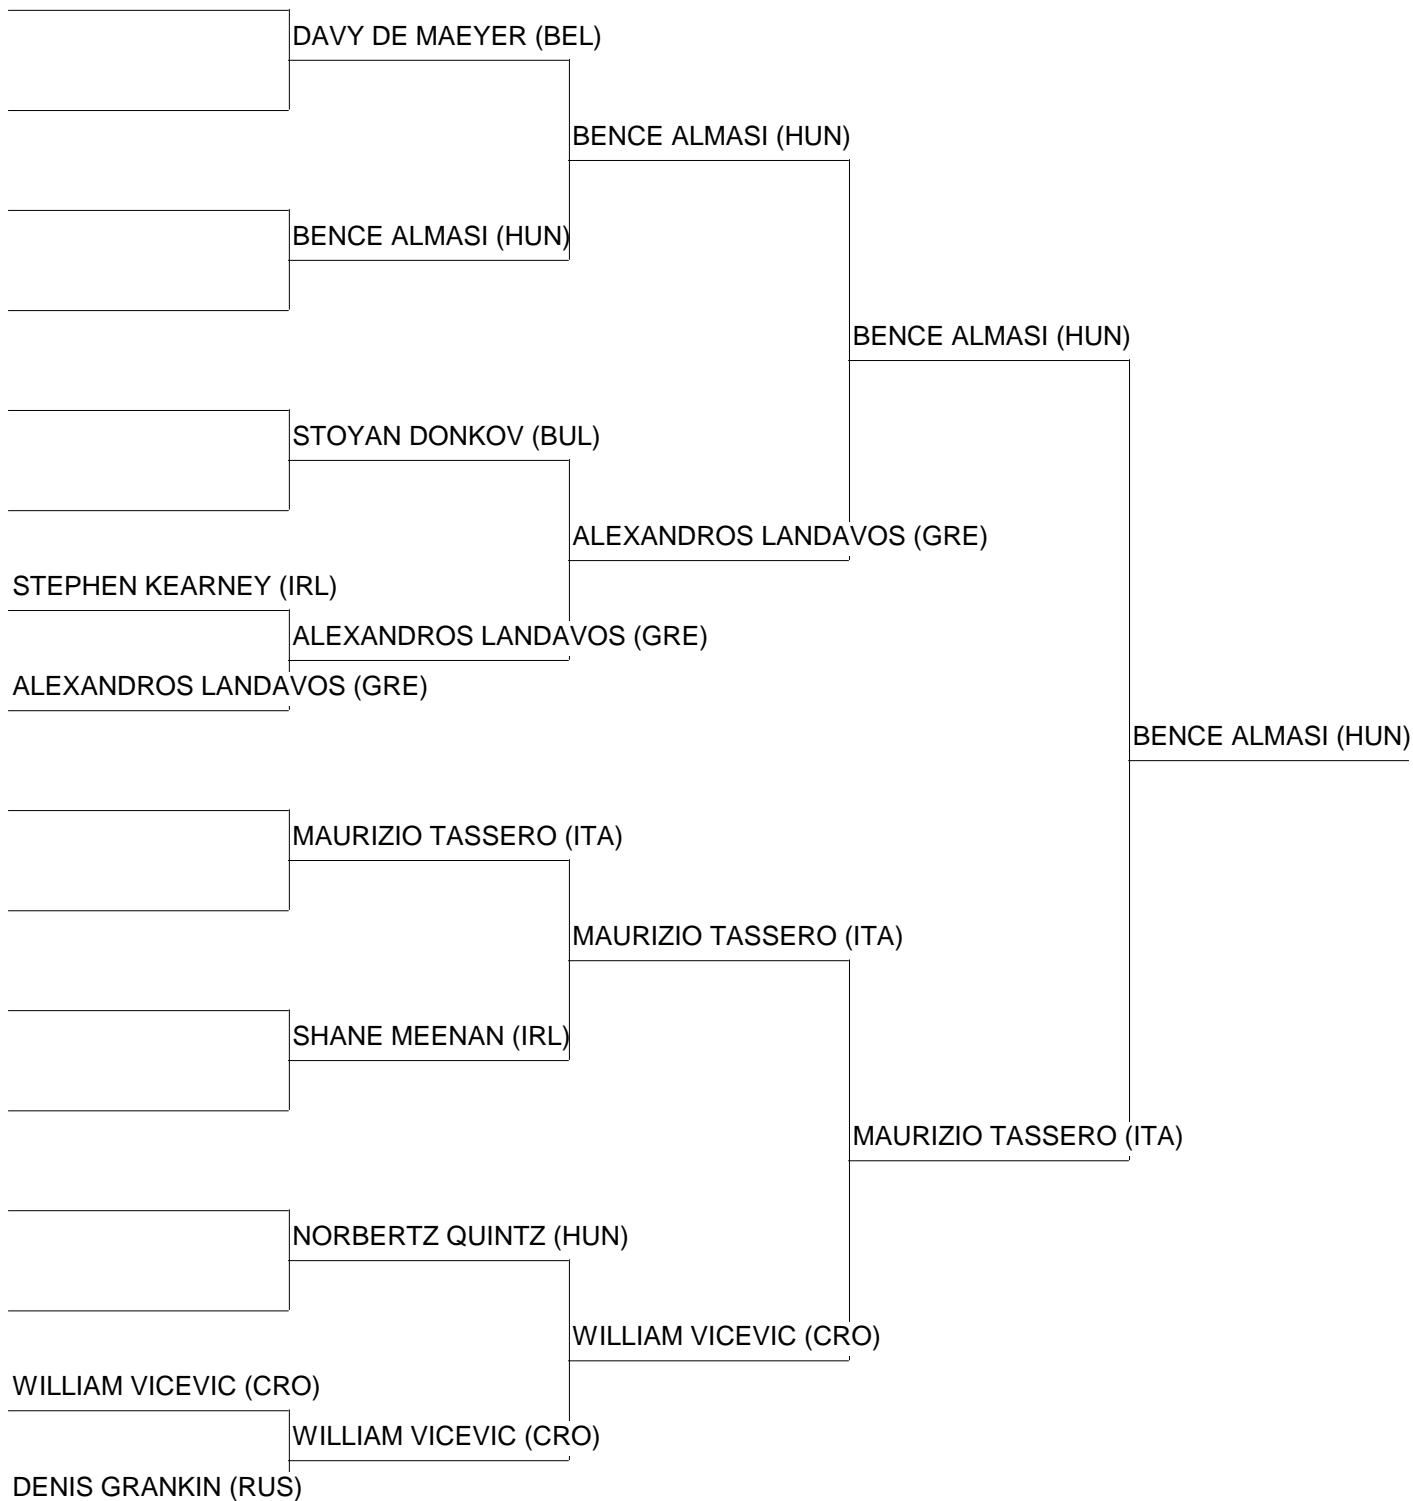 DAVY DE MAEYER (BEL)
BENCE ALMASI (HUN)
BENCE ALMASI (HUN)
BENCE ALMASI (HUN)
STOYAN DONKOV (BUL)
ALEXANDROS LANDAVOS (GRE)
STEPHEN KEARNEY (IRL)
ALEXANDROS LANDAVOS (GRE)
ALEXANDROS LANDAVOS (GRE)
BENCE ALMASI (HUN)
MAURIZIO TASSERO (ITA)
MAURIZIO TASSERO (ITA)
SHANE MEENAN (IRL)
MAURIZIO TASSERO (ITA)
NORBERTZ QUINTZ (HUN)
WILLIAM VICEVIC (CRO)
WILLIAM VICEVIC (CRO)
WILLIAM VICEVIC (CRO)
DENIS GRANKIN (RUS)